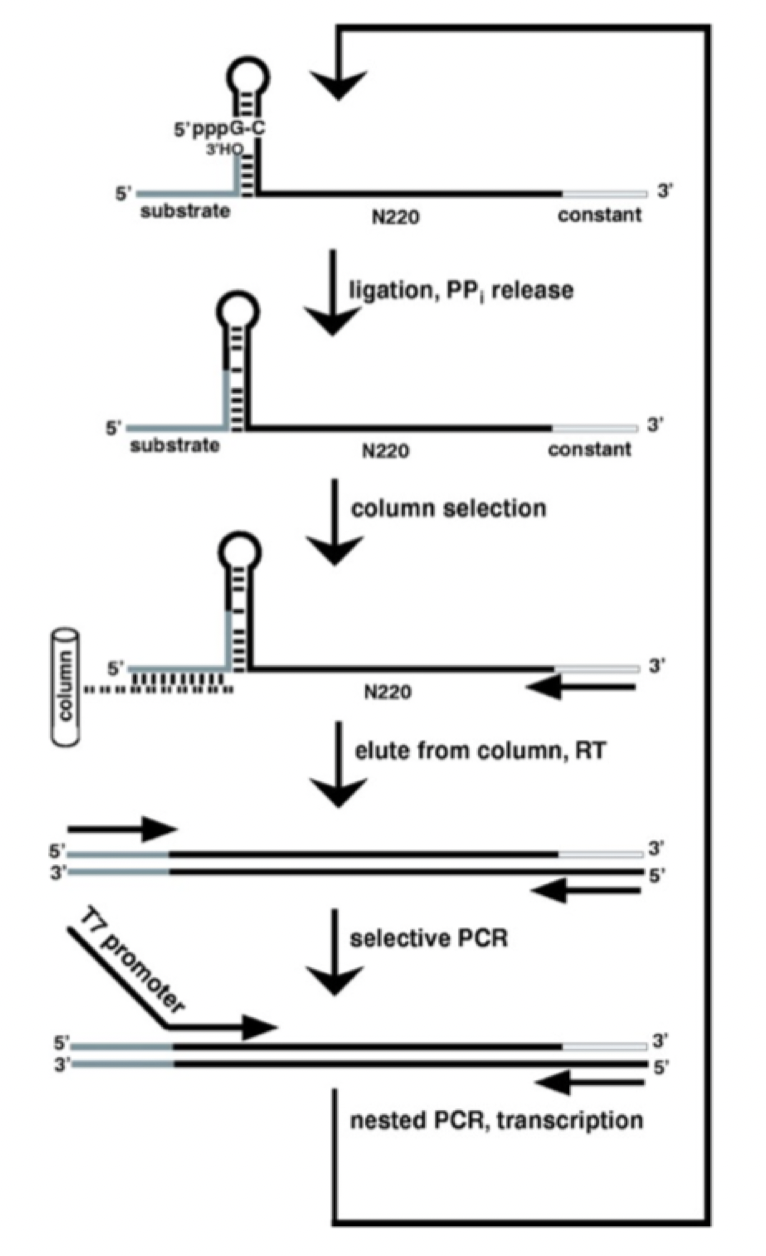 5'pppG-C
3'HO
5'
3'
substrate
N220
constant
ligation, PPi release
5'
3'
substrate
N220
constant
column selection
column
5'
3'
N220
elute from column, RT
5'
3'
3'
5'
selective PCR
T7 promoter
5'
3'
3'
5'
nested PCR, transcription